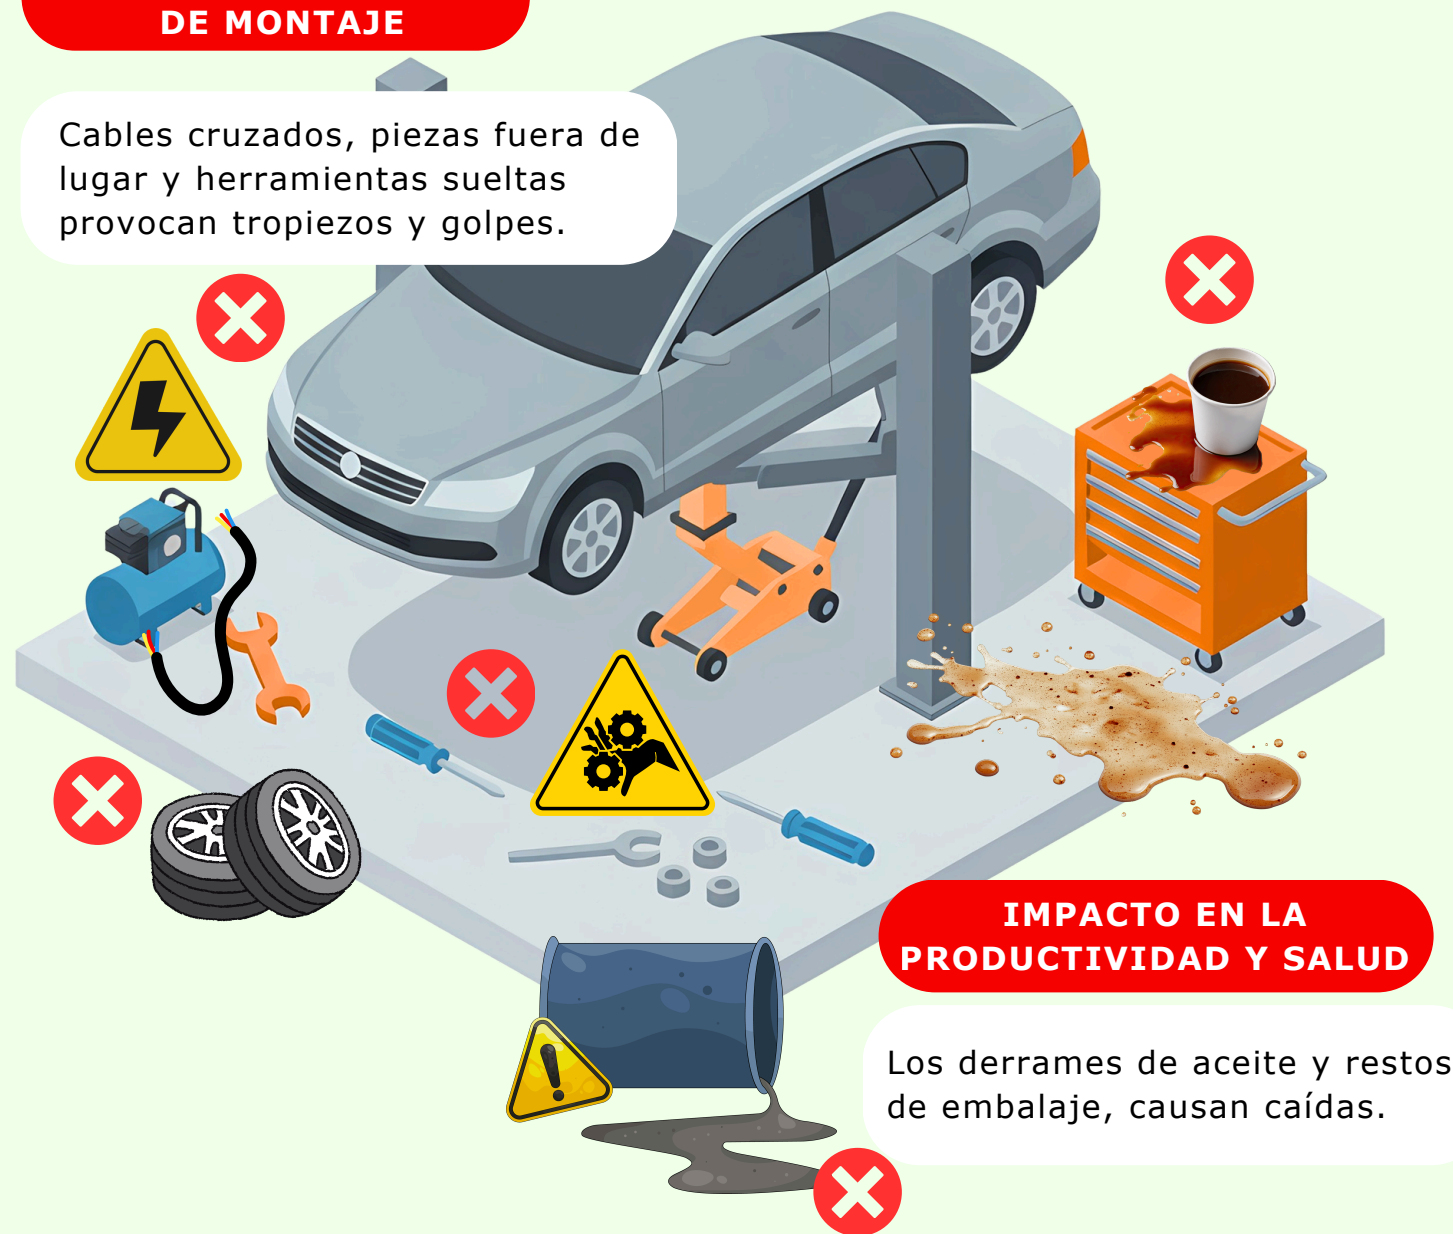 DE MONTAJE
Cables cruzados, piezas fuera de
lugar y herramientas sueltas
provocan tropiezos y golpes.
IMPACTO EN LA
PRODUCTIVIDAD Y SALUD
Los derrames de aceite y restos
de embalaje, causan caídas.